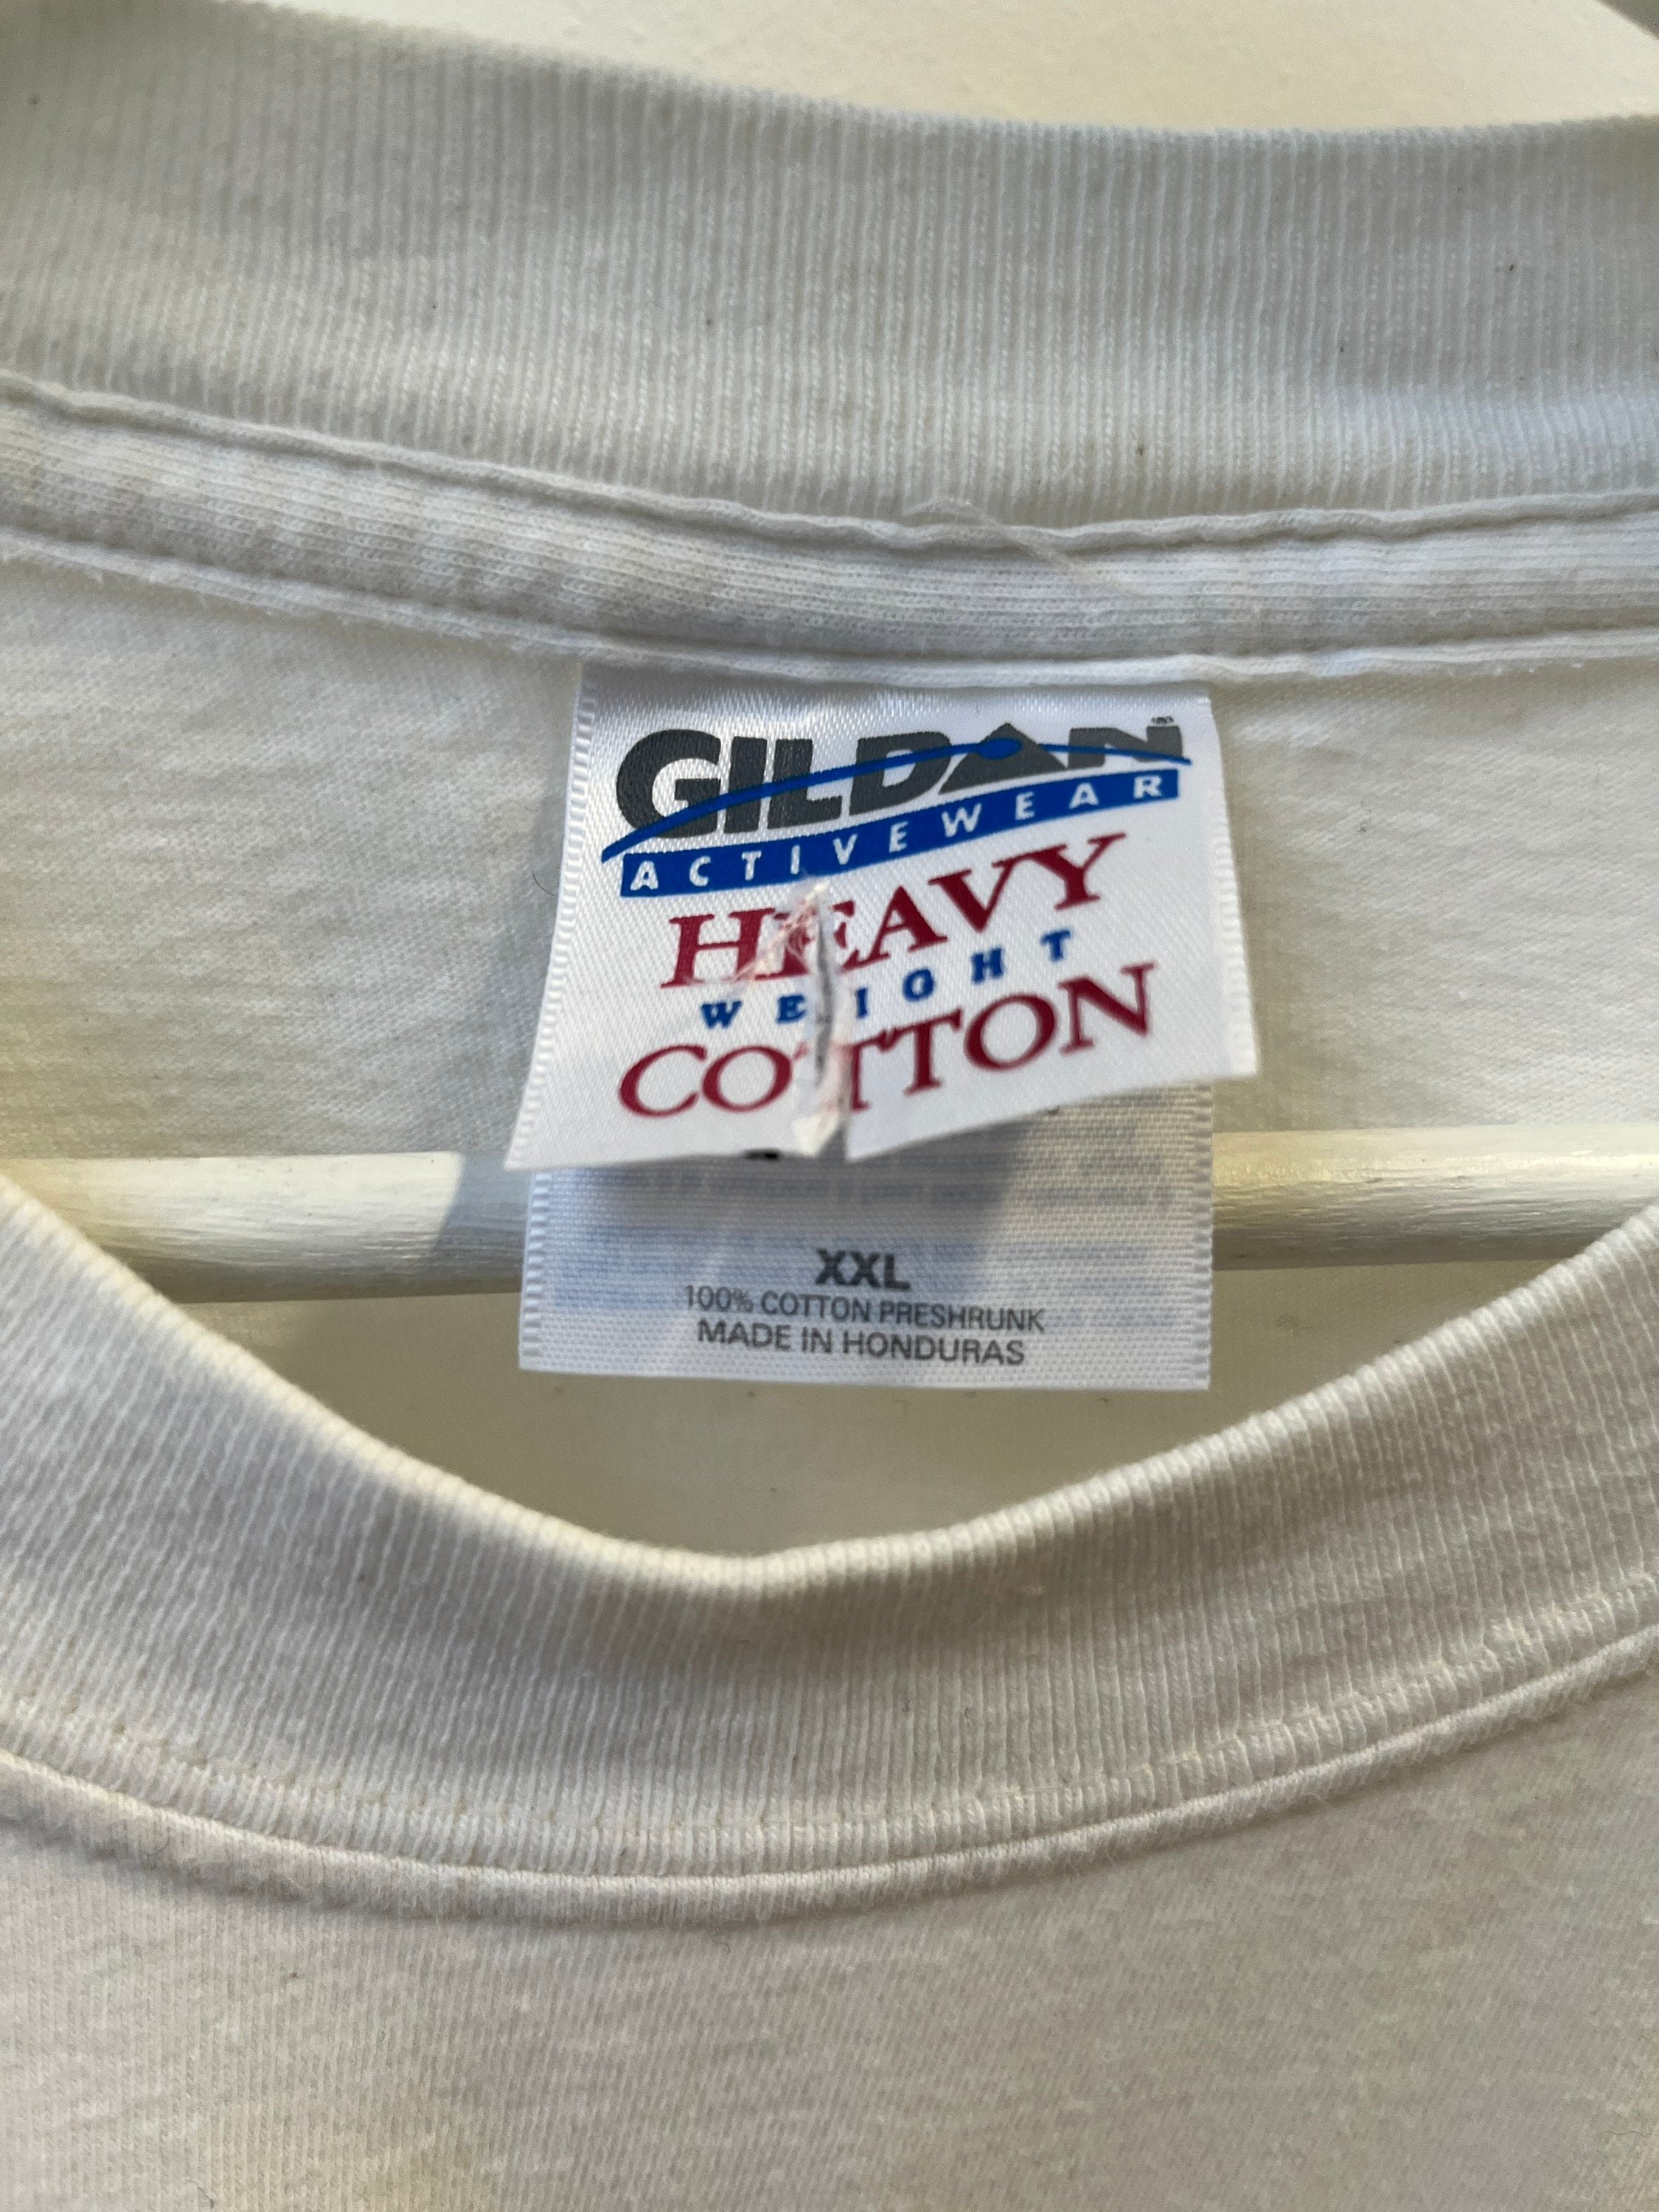 GILDAN®
ACTIVEWEAR
HEAVY
WEIGHT
COTTON
XXL
100% COTTON PRESHRUNK
MADE IN HONDURAS